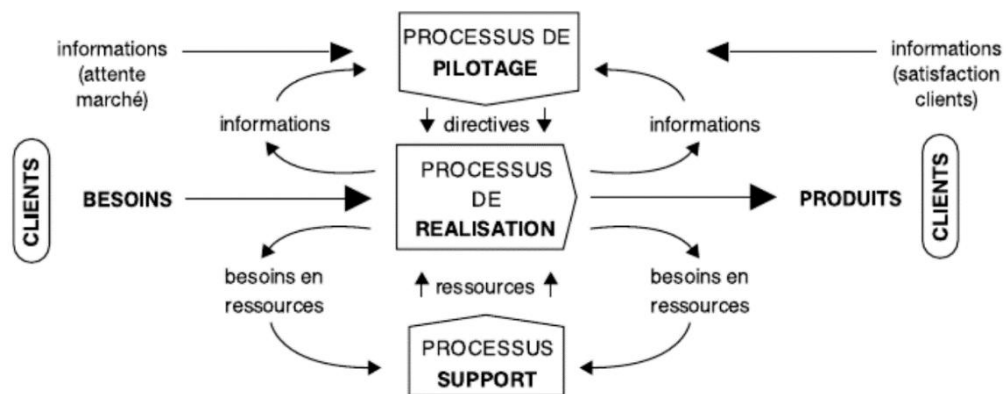 PROCESSUS DE
PILOTAGE
informations
(attente
marché)
informations
(satisfaction
clients)
informations
directives
informations
CLIENTS
BESOINS
PROCESSUS
DE
REALISATION
PRODUITS
CLIENTS
besoins en
ressources
ressources
besoins en
ressources
PROCESSUS
SUPPORT